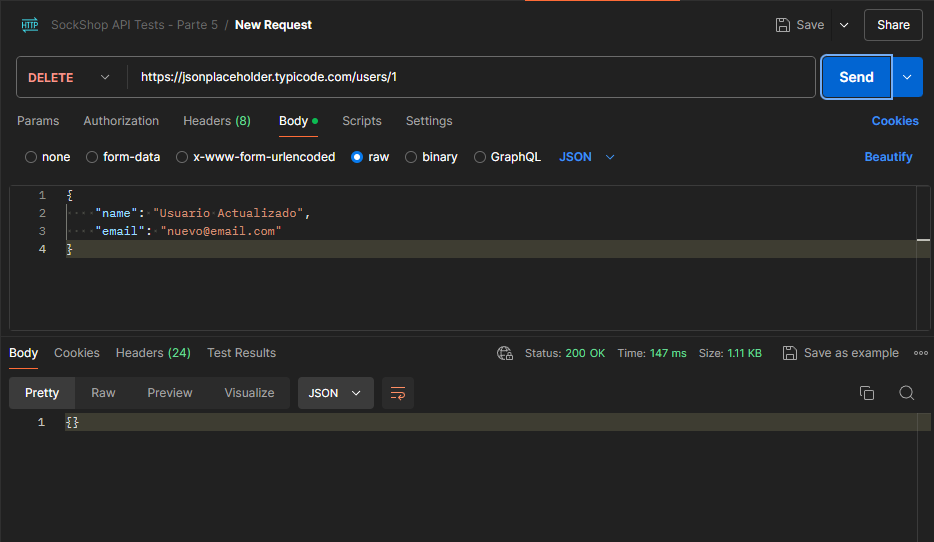 HTTP SockShop API Tests - Parte 5 / New Request Save Share
DELETE https://jsonplaceholder.typicode.com/users/1 Send
Params Authorization Headers (8) Body Scripts Settings Cookies
none form-data x-www-form-urlencoded raw binary GraphQL JSON Beautify
1 {
2 "name": "Usuario Actualizado",
3 "email": "nuevo@email.com"
4 }
Body Cookies Headers (24) Test Results Status: 200 OK Time: 147 ms Size: 1.11 KB Save as example
Pretty Raw Preview Visualize JSON
1 {}